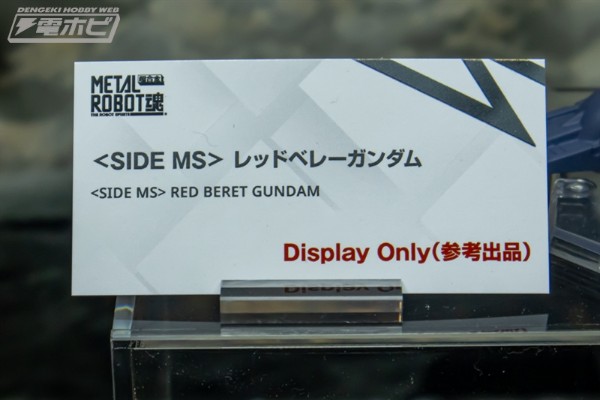 DENGEKI HOBBY WEB
電ホビ
METAL
ROBOT魂
THE ROBOT SPIRITS
<SIDE MS> レッドベレーガンダム
<SIDE MS> RED BERET GUNDAM
Display Only(参考出品)